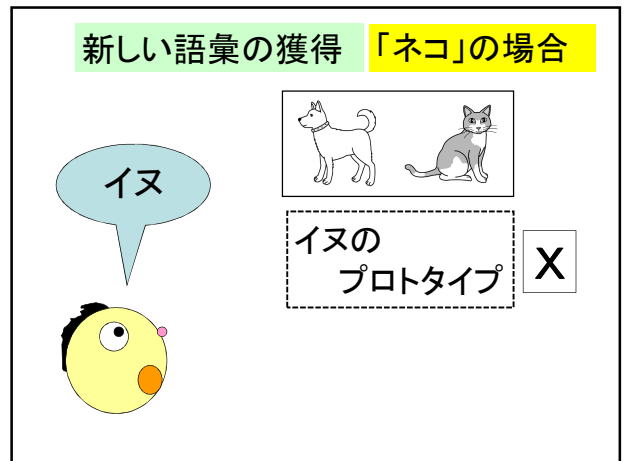 新しい語彙の獲得
「ネコ」の場合
イヌ
イヌの
プロトタイプ
X